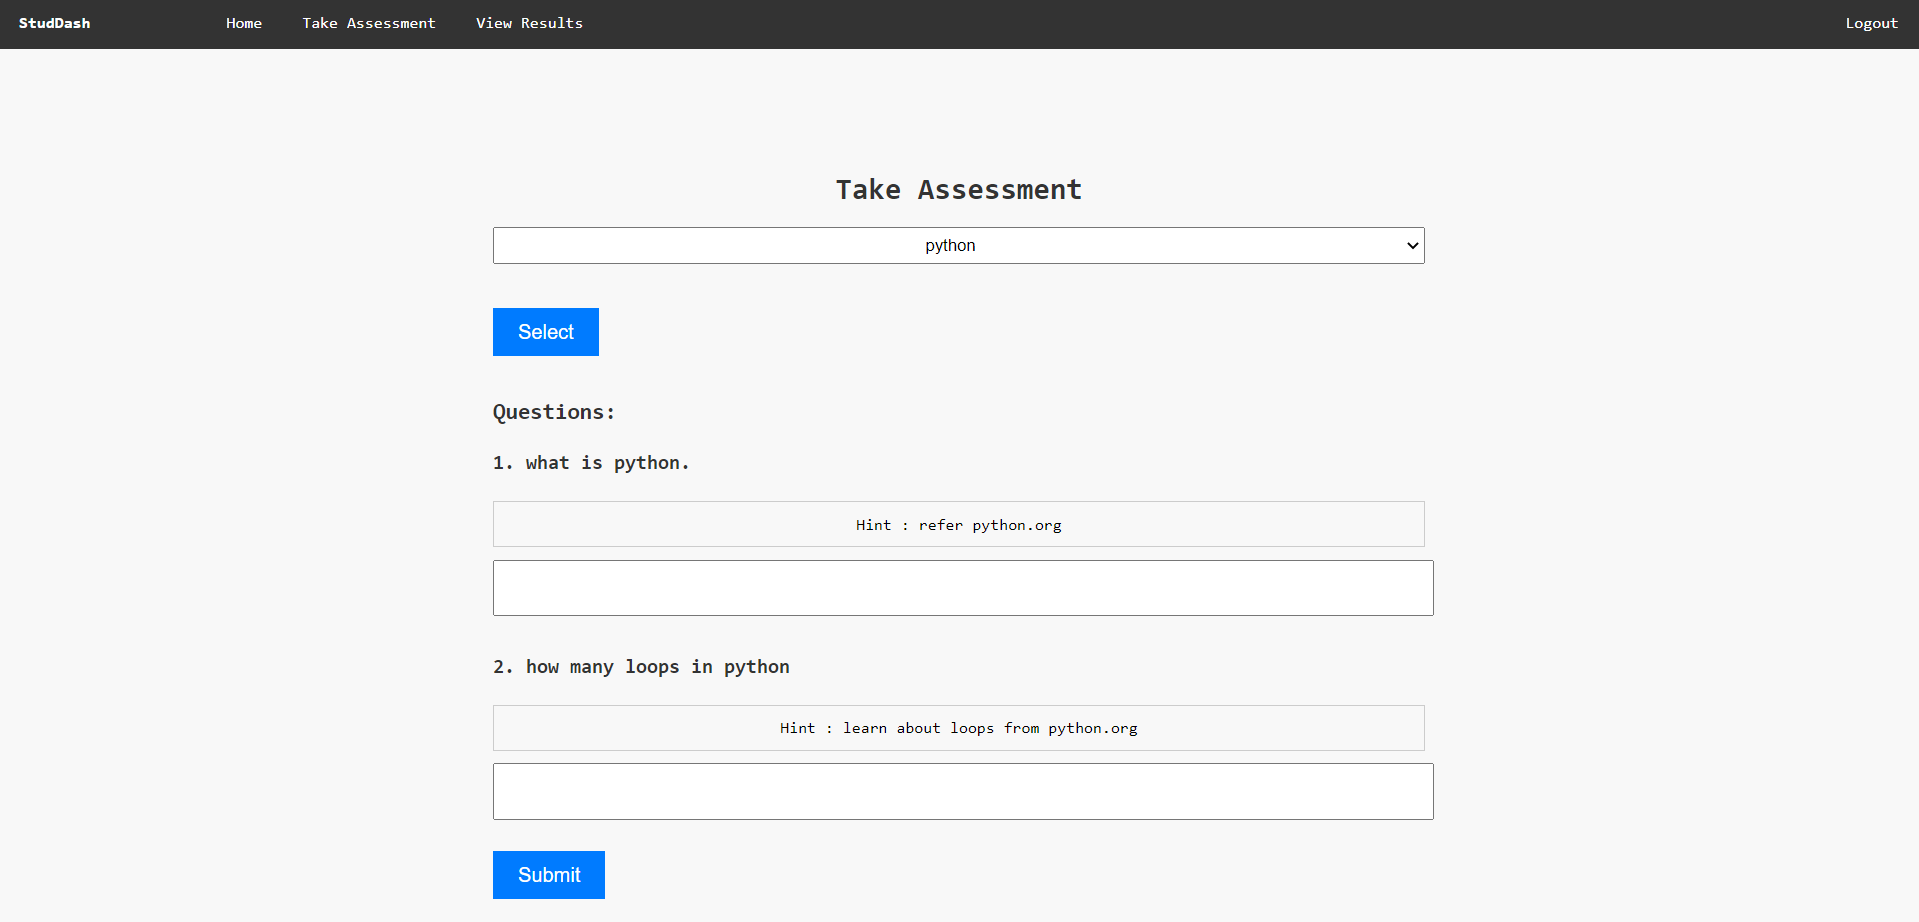 StudDash Home Take Assessment View Results Logout
Take Assessment
python
Select
Questions:
1. what is python.
Hint : refer python.org
2. how many loops in python
Hint : learn about loops from python.org
Submit